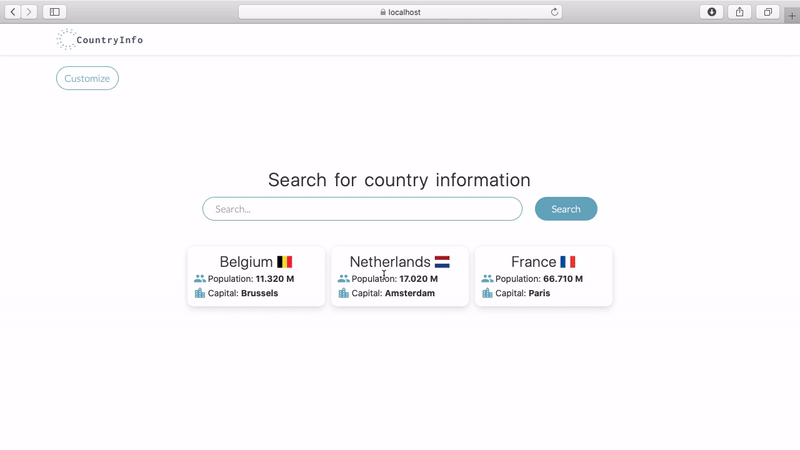 localhost
CountryInfo
Customize
Search for country information
Search...
Search
Belgium
Population: 11.320 M
Capital: Brussels
Netherlands
Population: 17.020 M
Capital: Amsterdam
France
Population: 66.710 M
Capital: Paris